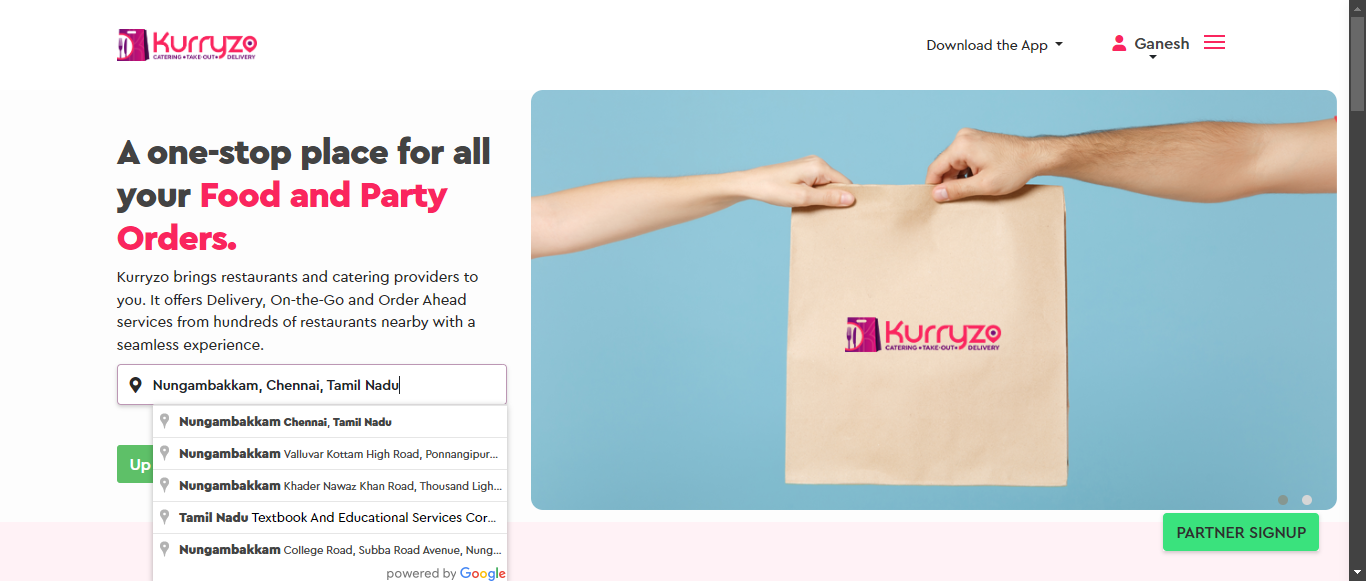 Kurryzo
CATERING • TAKE-OUT • DELIVERY
Download the App
Ganesh
A one-stop place for all
your Food and Party
Orders.
Kurryzo brings restaurants and catering providers to
you. It offers Delivery, On-the-Go and Order Ahead
services from hundreds of restaurants nearby with a
seamless experience.
Nungambakkam, Chennai, Tamil Nadu
Nungambakkam Chennai, Tamil Nadu
Nungambakkam Valluvar Kottam High Road, Ponnangipur...
Up
Nungambakkam Khader Nawaz Khan Road, Thousand Ligh...
Tamil Nadu Textbook And Educational Services Cor...
Nungambakkam College Road, Subba Road Avenue, Nung...
powered by Google
Kurryzo
CATERING • TAKE-OUT • DELIVERY
PARTNER SIGNUP